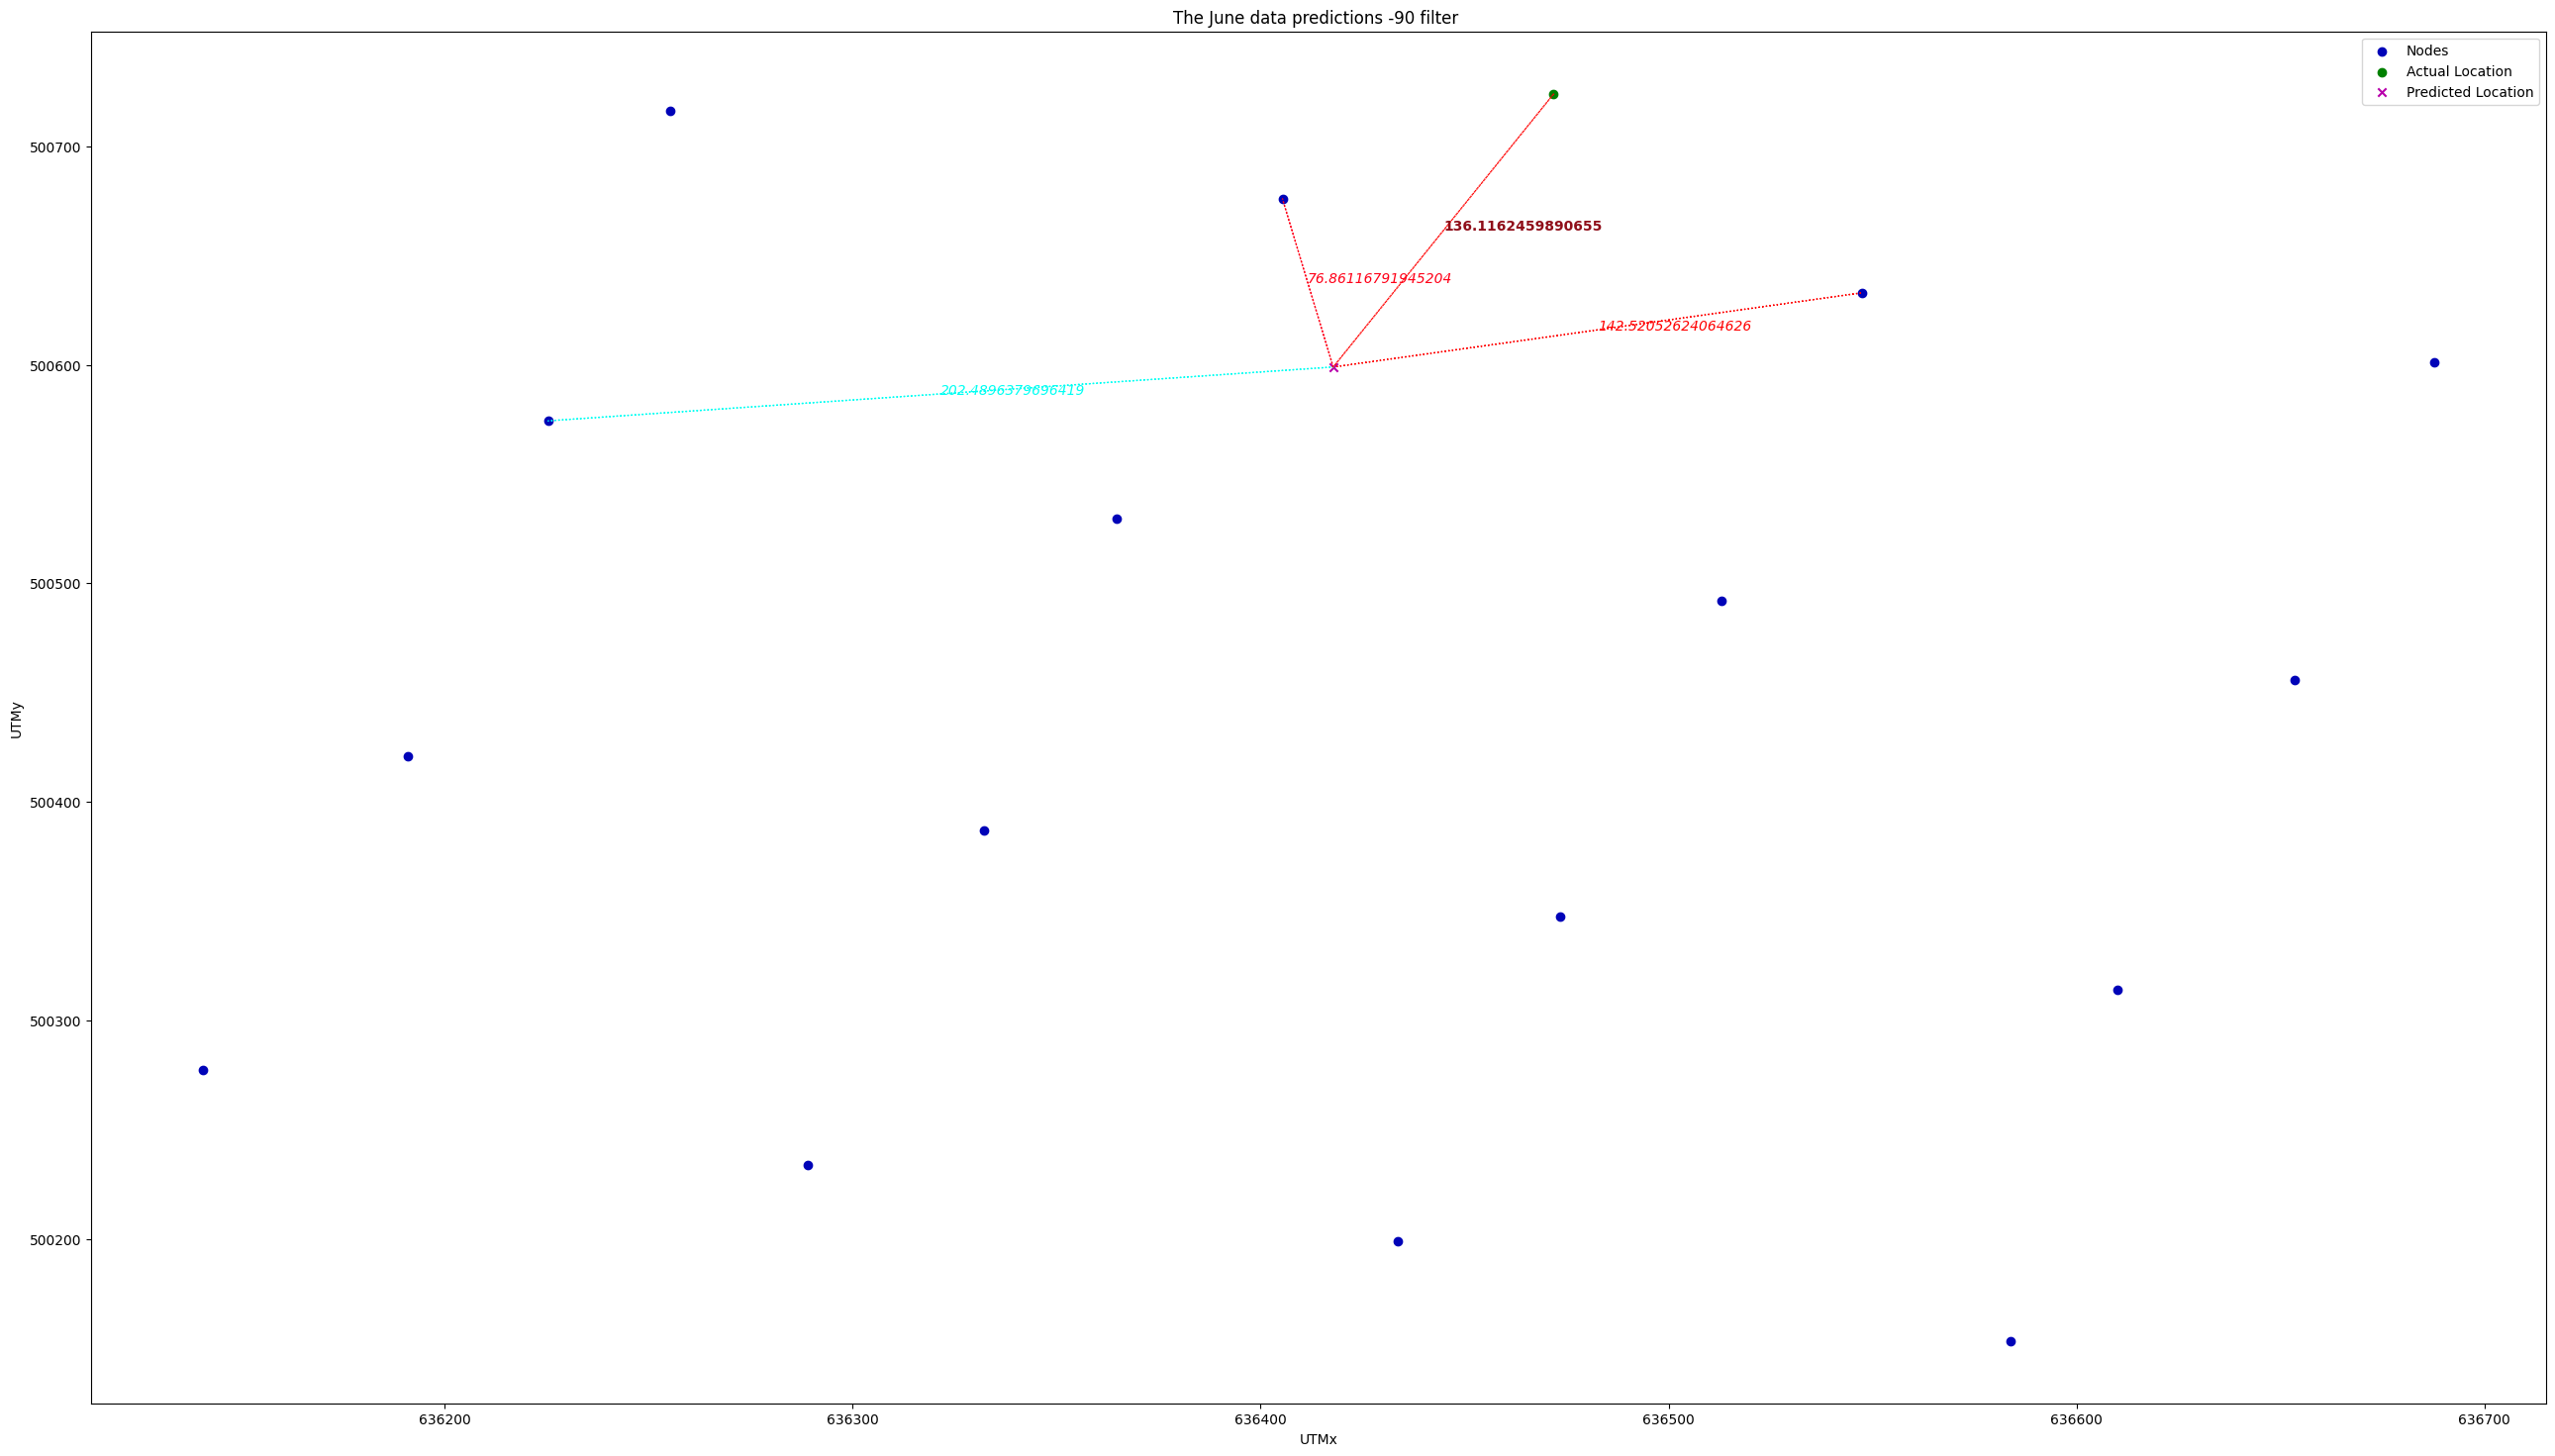 The June data predictions -90 filter
Nodes
Actual Location
Predicted Location
136.1162459890655
76.86116791945204
142.52052624064626
202.4896379696419
500700
500600
500500
500400
500300
500200
UTMy
636200
636300
636400
636500
636600
636700
UTMx